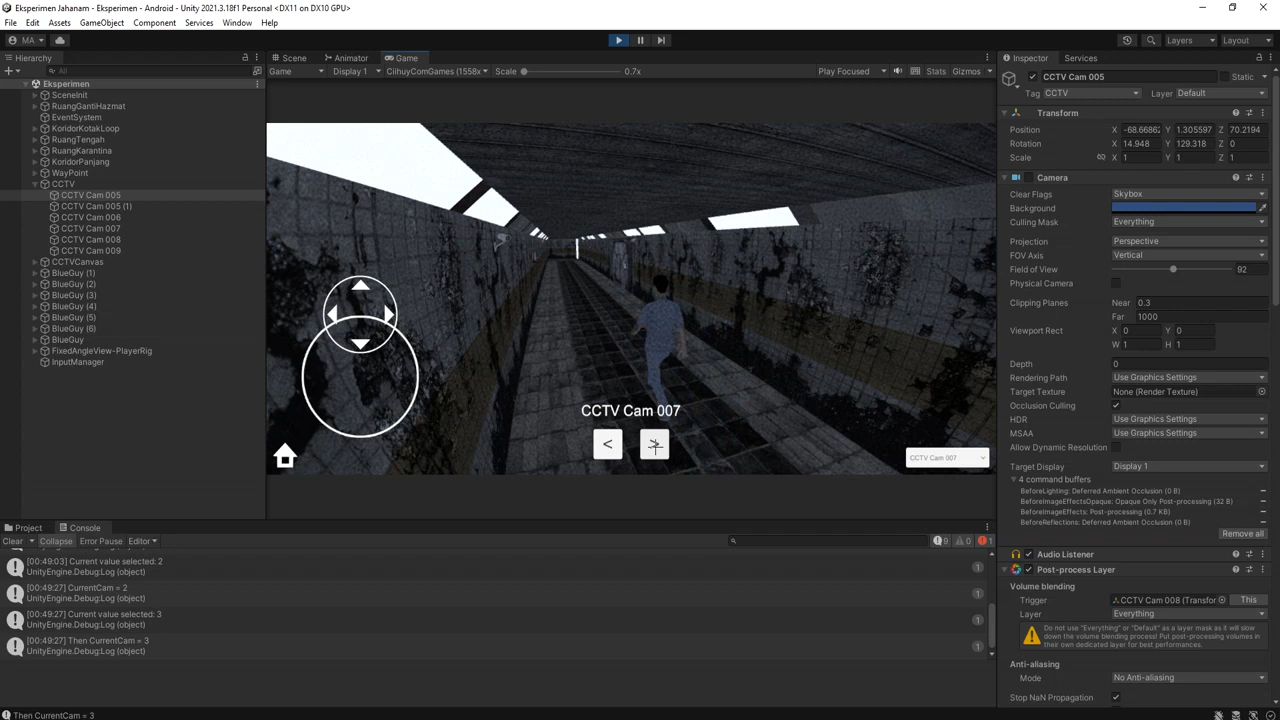 Eksperimen Jahanam - Eksperimen - Android - Unity 2021.3.18f1 Personal <DX11 on DX10 GPU>
File Edit Assets GameObject Component Services Window Help
MA
Layers Layout
Hierarchy
All
Eksperimen
SceneInit
RuangGantiHazmat
EventSystem
KoridorKotakLoop
RuangTengah
RuangKarantina
KoridorPanjang
WayPoint
CCTV
CCTV Cam 005
CCTV Cam 005 (1)
CCTV Cam 006
CCTV Cam 007
CCTV Cam 008
CCTV Cam 009
CCTVCanvas
BlueGuy (1)
BlueGuy (2)
BlueGuy (3)
BlueGuy (4)
BlueGuy (5)
BlueGuy (6)
BlueGuy
FixedAngleView-PlayerRig
InputManager
Scene Animator Game
Game Display 1 CiihuyComGames (1558x Scale 0.7x Play Focused Stats Gizmos
CCTV Cam 007
< >
CCTV Cam 007
Project Console
Clear Collapse Error Pause Editor 9 0 1
[00:49:03] Current value selected: 2
UnityEngine.Debug:Log (object) 1
[00:49:27] CurrentCam = 2
UnityEngine.Debug:Log (object) 1
[00:49:27] Current value selected: 3
UnityEngine.Debug:Log (object) 1
[00:49:27] Then CurrentCam = 3
UnityEngine.Debug:Log (object) 1
Then CurrentCam = 3
Inspector Services
CCTV Cam 005 Static
Tag CCTV Layer Default
Transform
Position X -68.66862 Y 1.305597 Z 70.2194
Rotation X 14.948 Y 129.318 Z 0
Scale X 1 Y 1 Z 1
Camera
Clear Flags Skybox
Background
Culling Mask Everything
Projection Perspective
FOV Axis Vertical
Field of View 92
Physical Camera
Clipping Planes Near 0.3
Far 1000
Viewport Rect X 0 Y 0
W 1 H 1
Depth 0
Rendering Path Use Graphics Settings
Target Texture None (Render Texture)
Occlusion Culling
HDR Use Graphics Settings
MSAA Use Graphics Settings
Allow Dynamic Resolution
Target Display Display 1
4 command buffers
BeforeLighting: Deferred Ambient Occlusion (0 B)
BeforeImageEffectsOpaque: Opaque Only Post-processing (32 B)
BeforeImageEffects: Post-processing (0.7 KB)
BeforeReflections: Deferred Ambient Occlusion (0 B)
Remove all
Audio Listener
Post-process Layer
Volume blending
Trigger CCTV Cam 008 (Transfor This
Layer Everything
Do not use "Everything" or "Default" as a layer mask as it will slow
down the volume blending process! Put post-processing volumes in
their own dedicated layer for best performances.
Anti-aliasing
Mode No Anti-aliasing
Stop NaN Propagation